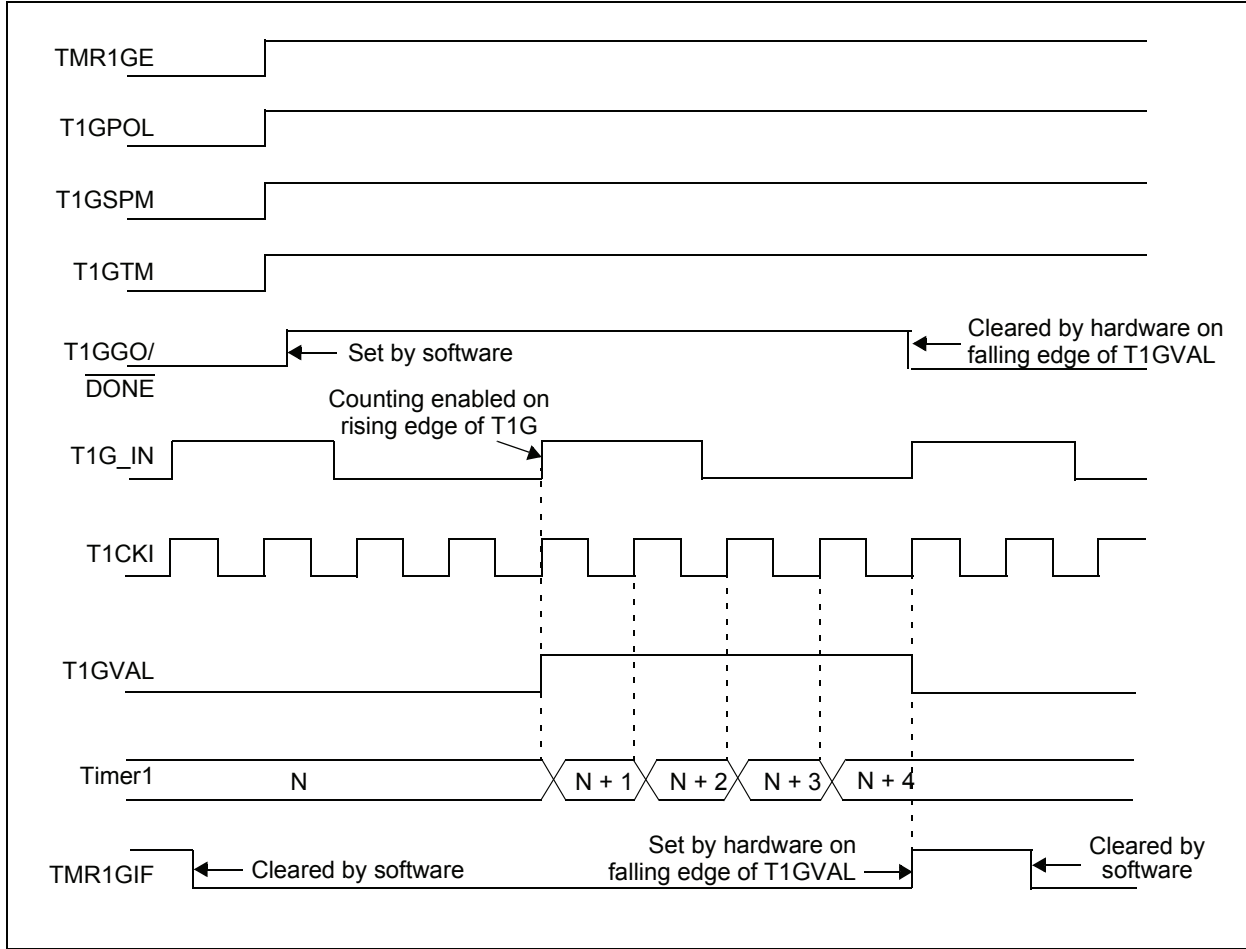 TMR1GE
T1GPOL
T1GSPM
T1GTM
T1GGO/
DONE
Set by software
Cleared by hardware on
falling edge of T1GVAL
Counting enabled on
rising edge of T1G
T1G_IN
T1CKI
T1GVAL
Timer1
N
N + 1
N + 2
N + 3
N + 4
TMR1GIF
Cleared by software
Set by hardware on
falling edge of T1GVAL
Cleared by
software